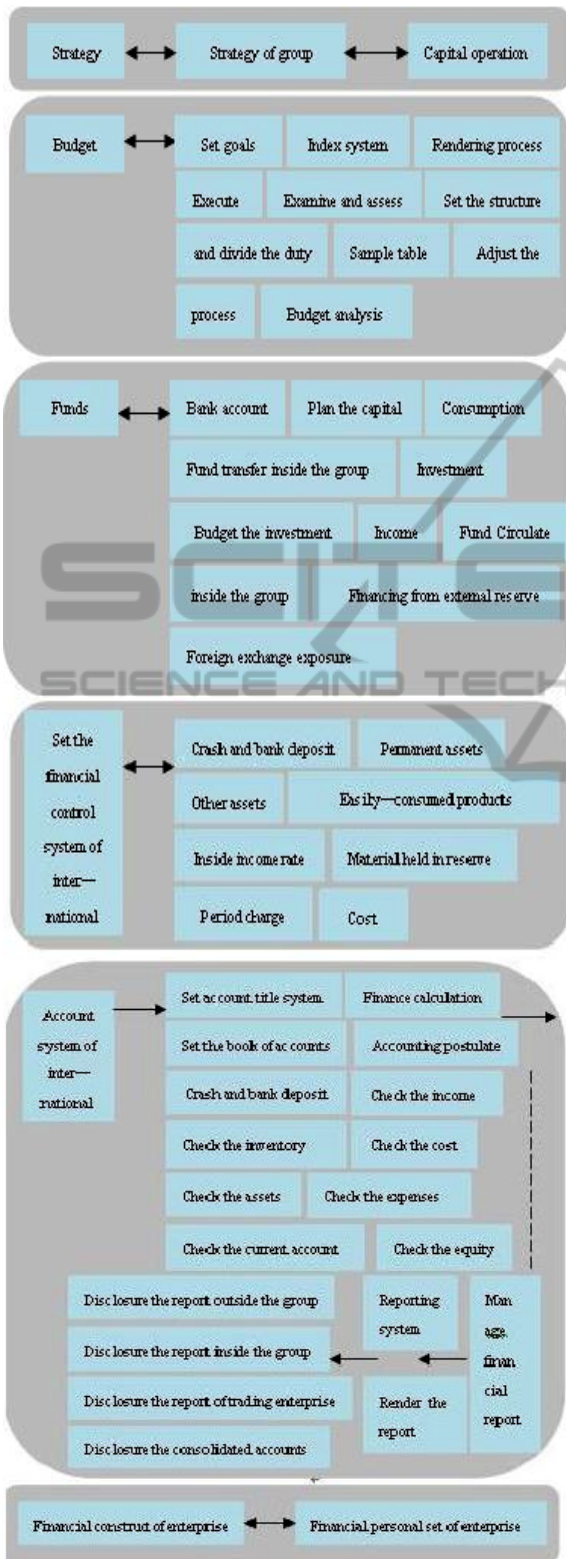 Strategy Strategy of group Capital operation
Budget Set goals Index system Rendering process
Execute Examine and assess Set the structure
and divide the duty Sample table Adjust the
process Budget analysis
Funds Bank account Plan the capital Consumption
Fund transfer inside the group Investment
Budget the investment Income Fund Circulate
inside the group Financing from external reserve
Foreign exchange exposure
SCITE
SCIENCE AND TECH
Set the
financial
control
system of
inter—
national
Crash and bank deposit Permanent assets
Other assets Easily—consumed products
Inside income rate Material held in reserve
Period charge Cost
Account
system of
inter—
national
Set account title system Finance calculation
Set the book of accounts Accounting postulate
Crash and bank deposit Check the income
Check the inventory Check the cost
Check the assets Check the expenses
Check the current account Check the equity
Disclosure the report outside the group
Disclosure the report inside the group
Disclosure the report of trading enterprise
Disclosure the consolidated accounts
Reporting
system
Render the
report
Man
age
finan
cial
report
Financial construct of enterprise Financial personal set of enterprise